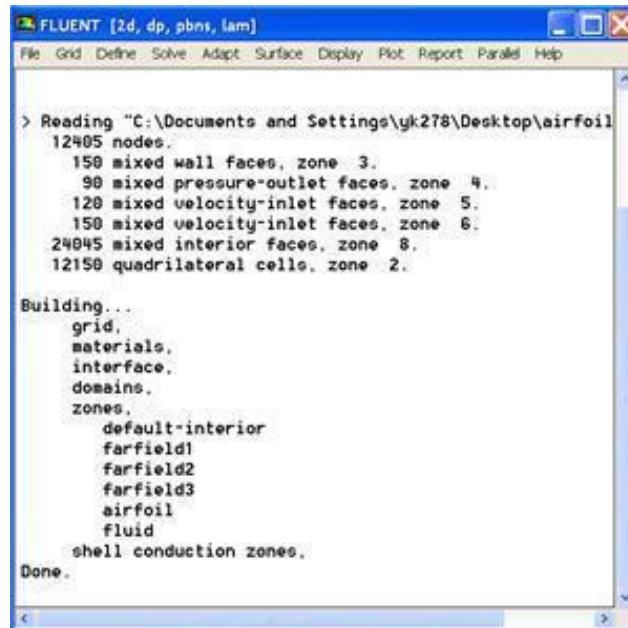 FLUENT [2d, dp, pbns, lam]
File Grid Define Solve Adapt Surface Display Plot Report Parallel Help
> Reading "C:\Documents and Settings\yk278\Desktop\airfoil
12405 nodes.
150 mixed wall faces, zone 3.
90 mixed pressure-outlet faces, zone 4.
120 mixed velocity-inlet faces, zone 5.
150 mixed velocity-inlet faces, zone 6.
24045 mixed interior faces, zone 8.
12150 quadrilateral cells, zone 2.
Building...
grid,
materials,
interface,
domains,
zones,
default-interior
farfield1
farfield2
farfield3
airfoil
fluid
shell conduction zones,
Done.